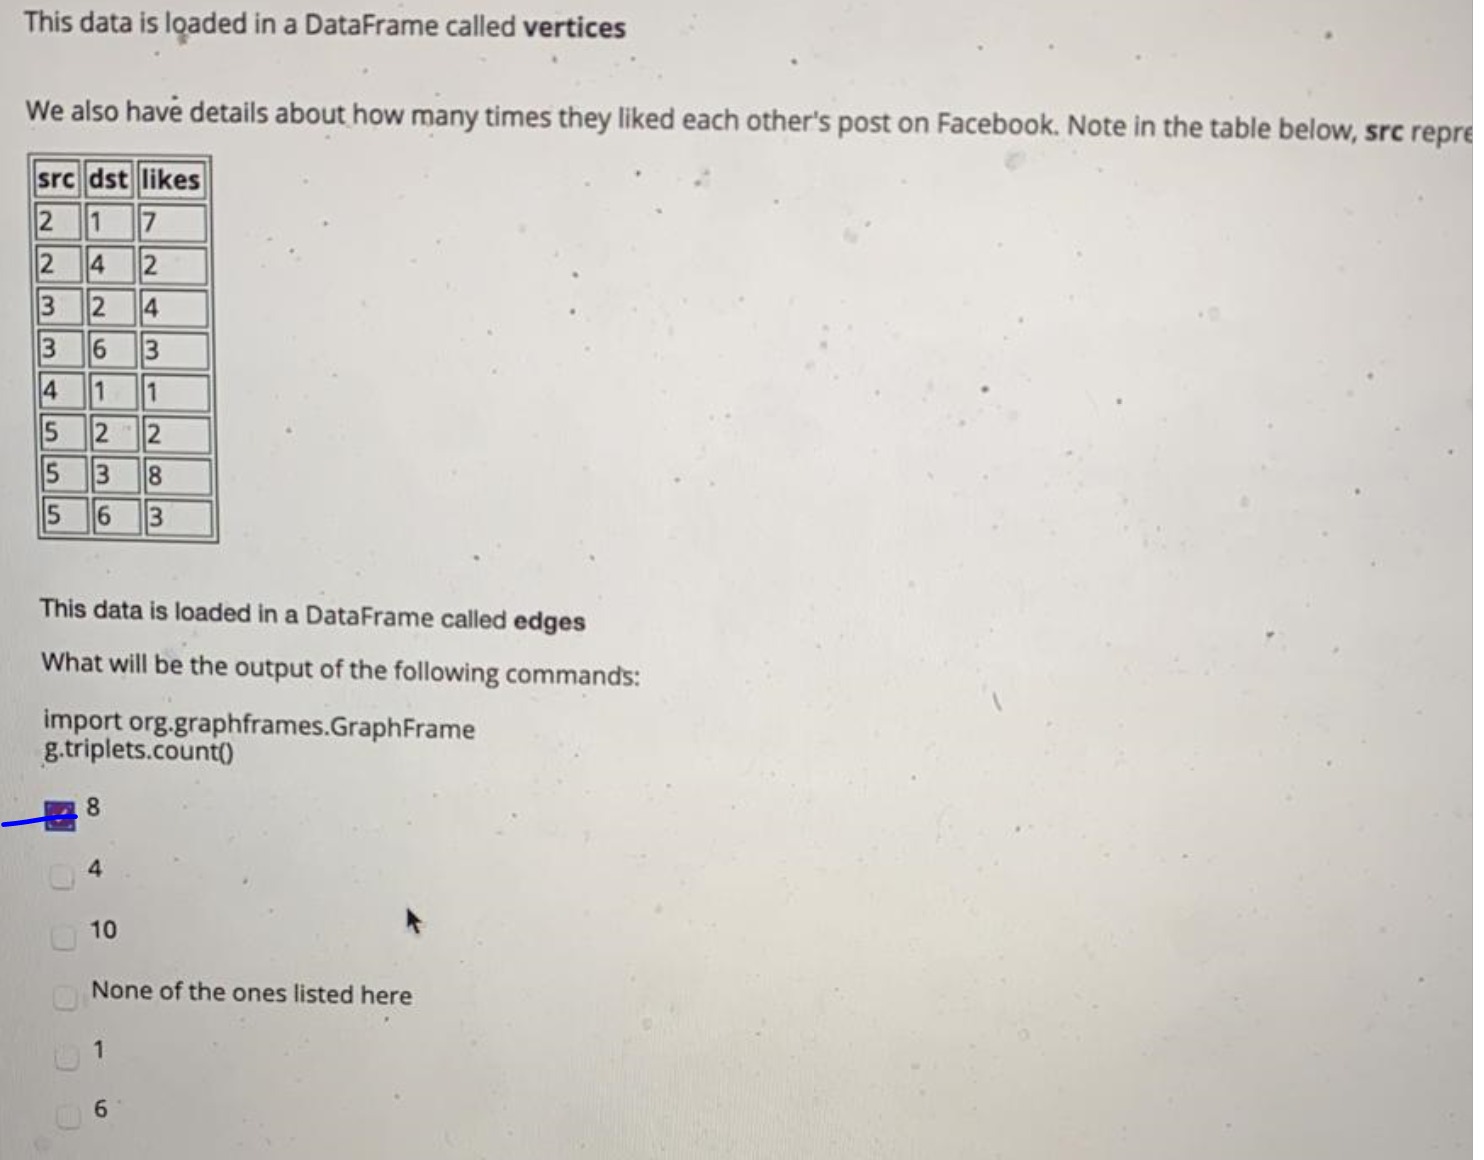 This data is loaded in a DataFrame called vertices
We also have details about how many times they liked each other's post on Facebook. Note in the table below, src repre
src dst likes
2 1 7
2 4 2
3 2 4
3 6 3
4 1 1
5 2 2
5 3 8
5 6 3
This data is loaded in a DataFrame called edges
What will be the output of the following commands:
import org.graphframes.GraphFrame
g.triplets.count()
8
4
10
None of the ones listed here
1
6